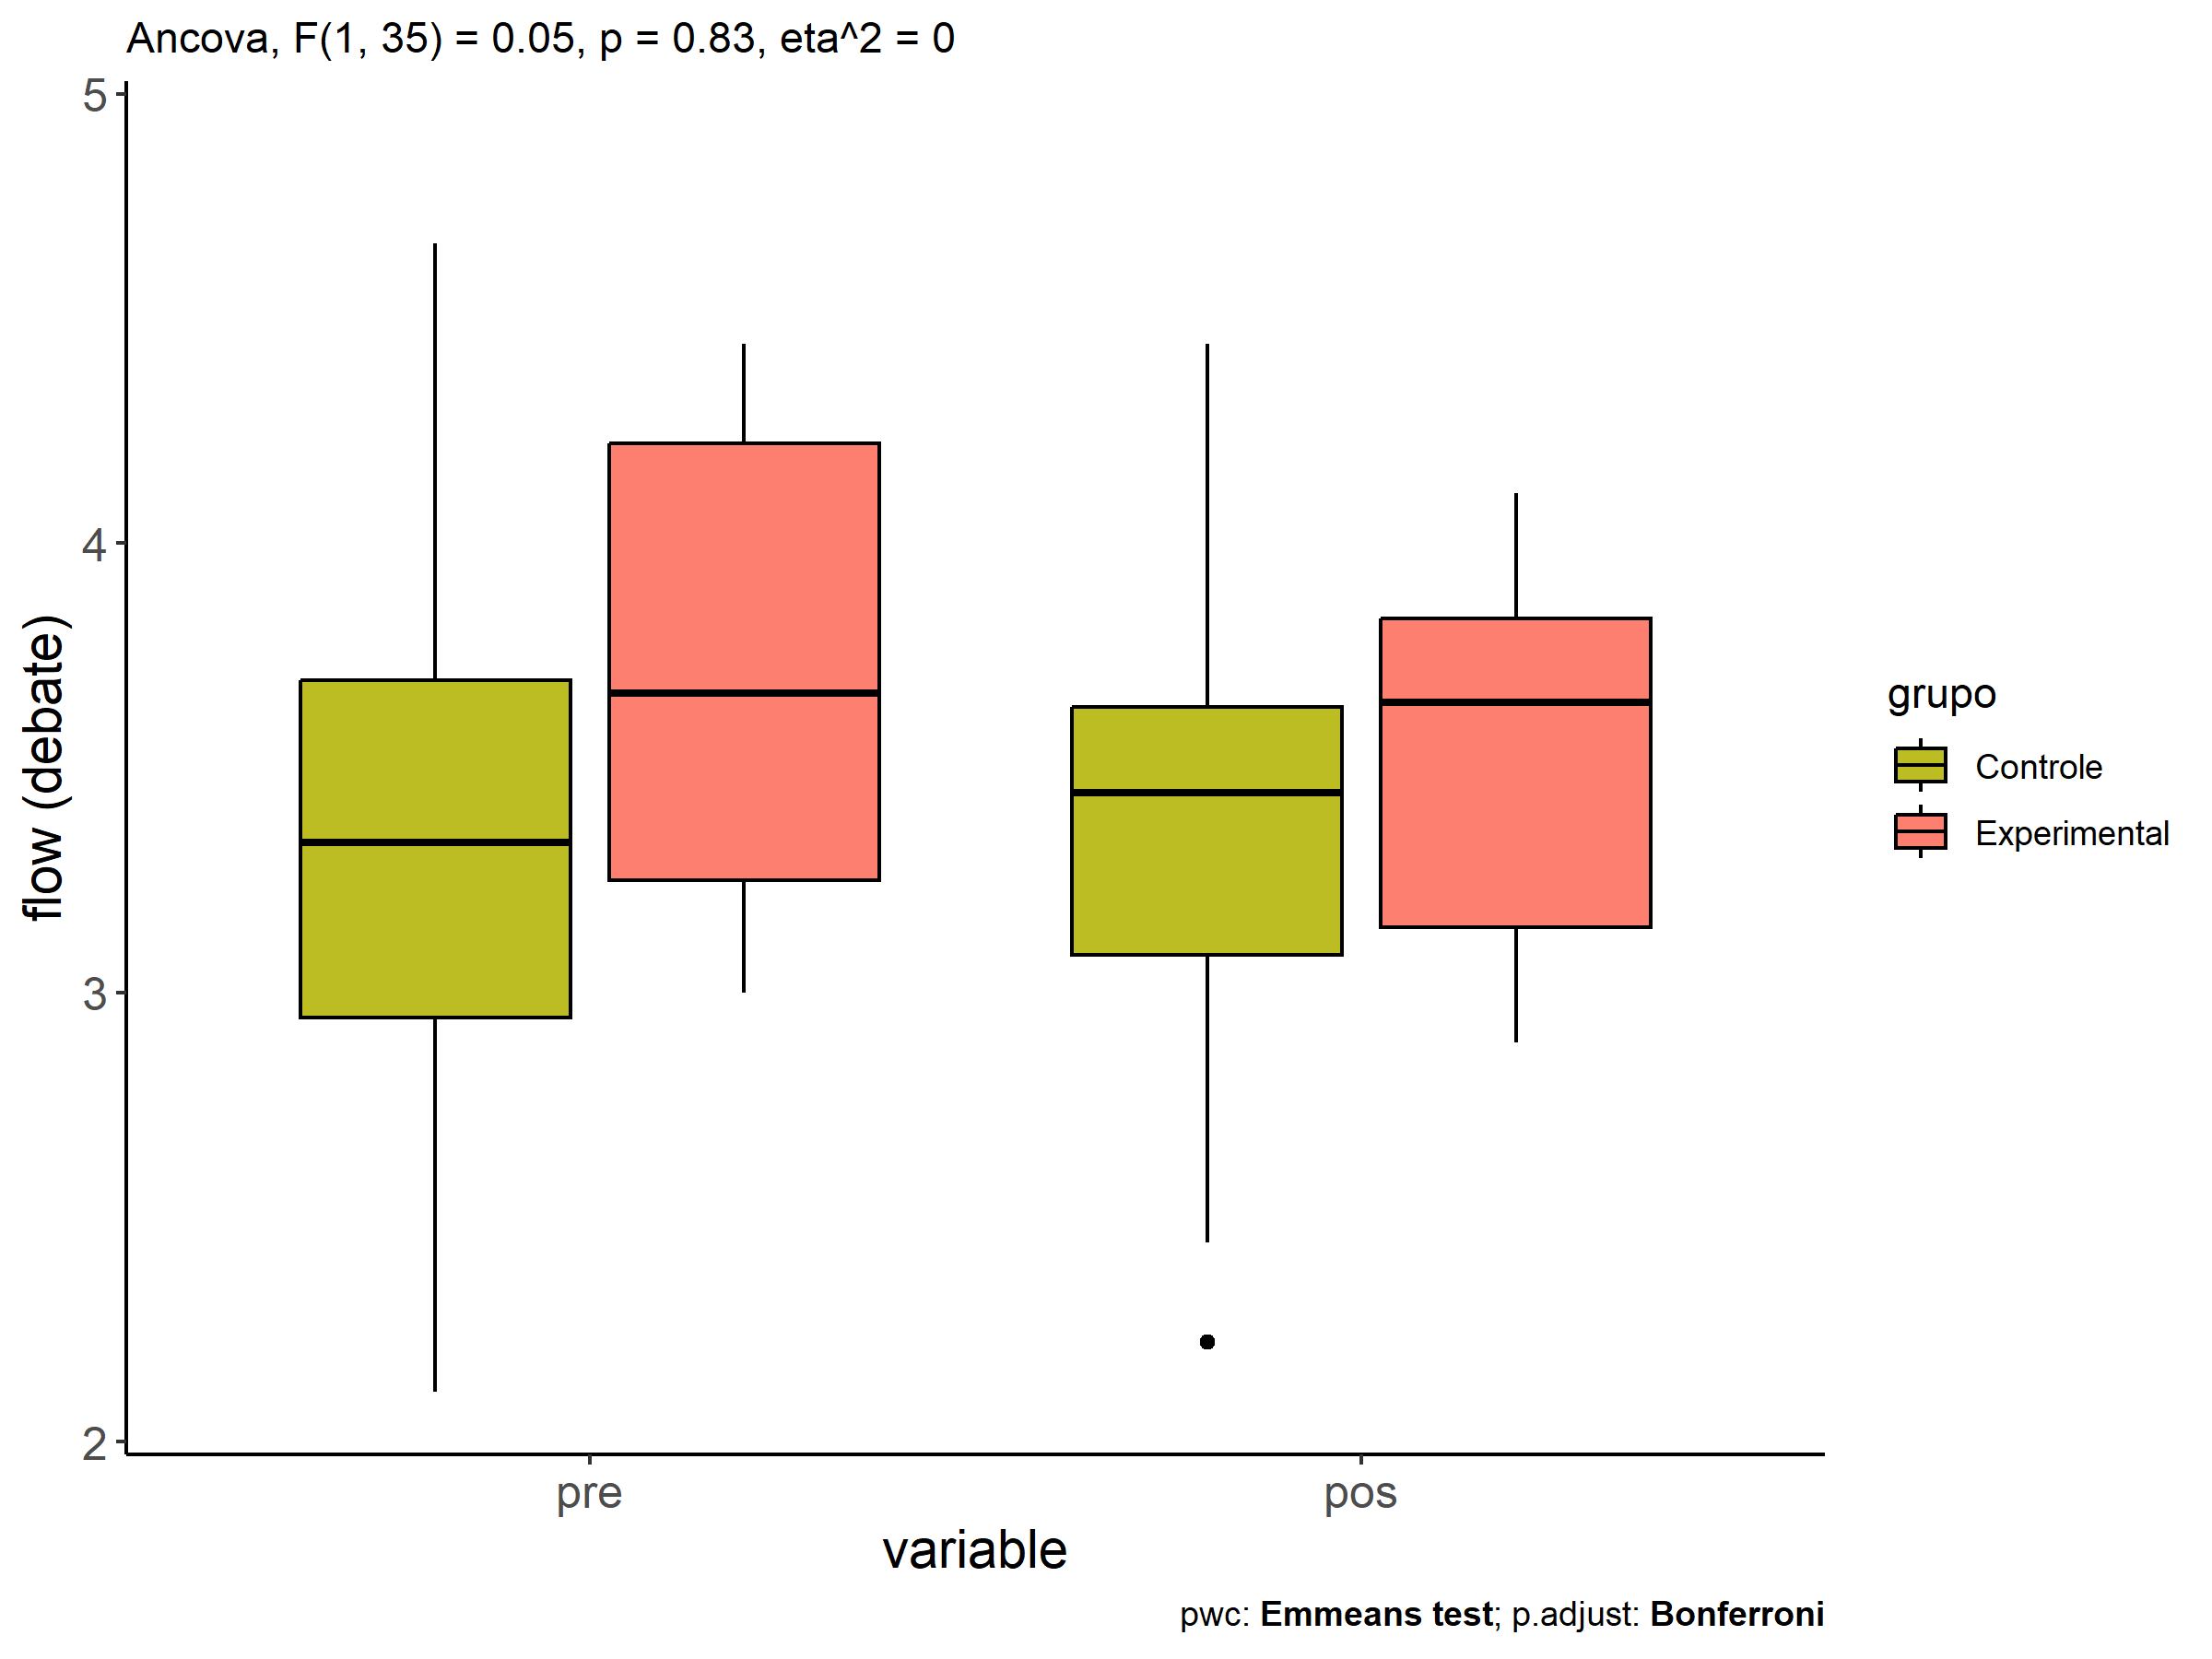 Ancova, F(1, 35) = 0.05, p = 0.83, eta^2 = 0
5
4
3
2
flow (debate)
pre
pos
variable
grupo
Controle
Experimental
pwc: Emmeans test; p.adjust: Bonferroni